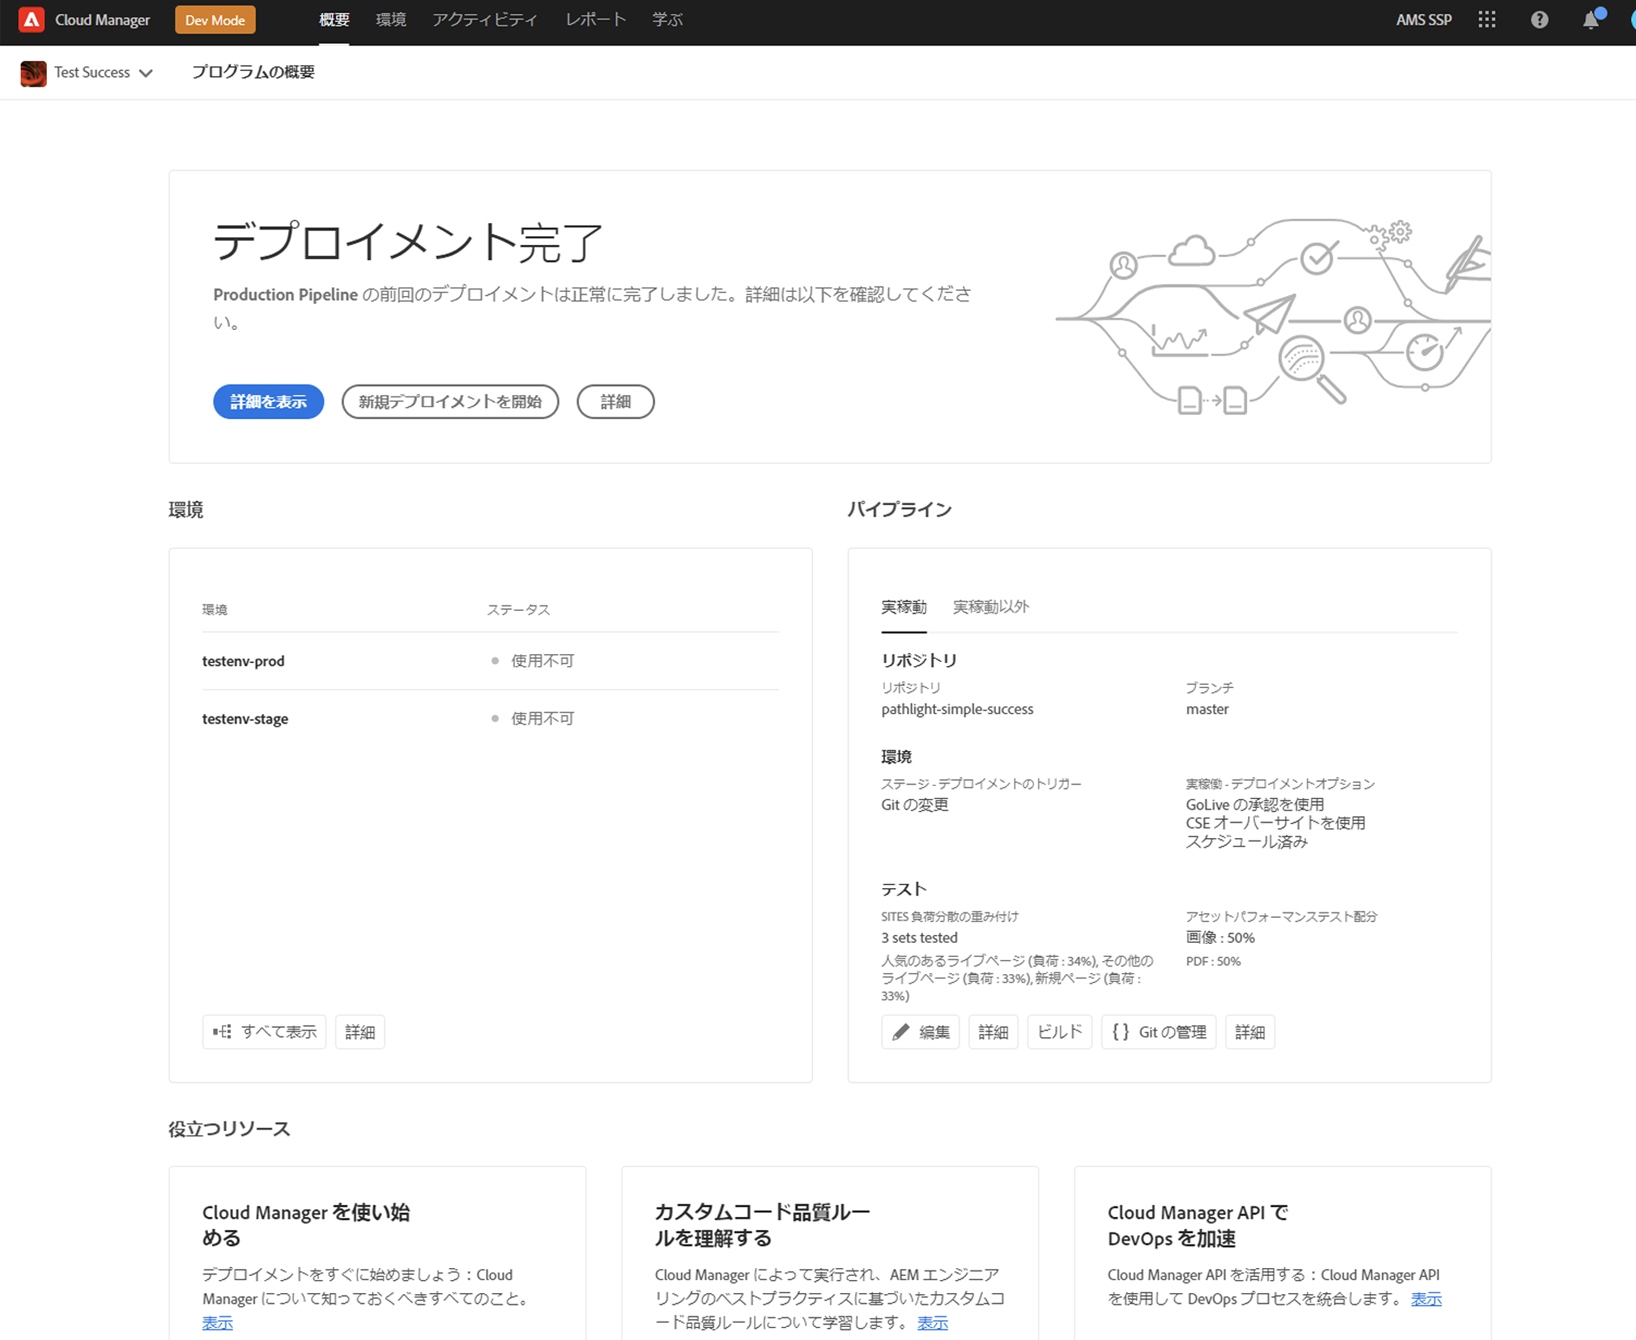 Cloud Manager
Dev Mode
概要
環境
アクティビティ
レポート
学ぶ
AMS SSP
Test Success
プログラムの概要
デプロイメント完了
Production Pipeline の前回のデプロイメントは正常に完了しました。詳細は以下を確認してくださ
い。
詳細を表示
新規デプロイメントを開始
詳細
環境
環境
ステータス
testenv-prod
使用不可
testenv-stage
使用不可
すべて表示
詳細
パイプライン
実稼動
実稼動以外
リポジトリ
リポジトリ
ブランチ
pathlight-simple-success
master
環境
ステージ - デプロイメントのトリガー
実稼働 - デプロイメントオプション
Git の変更
GoLive の承認を使用
CSE オーバーサイトを使用
スケジュール済み
テスト
SITES 負荷分散の重み付け
アセットパフォーマンステスト配分
3 sets tested
画像 : 50%
人気のあるライブページ (負荷 : 34%), その他の
ライブページ (負荷 : 33%), 新規ページ (負荷 :
33%)
PDF : 50%
編集
詳細
ビルド
Git の管理
詳細
役立つリソース
Cloud Manager を使い始
める
デプロイメントをすぐに始めましょう：Cloud
Manager について知っておくべきすべてのこと。
表示
カスタムコード品質ルー
ルを理解する
Cloud Manager によって実行され、AEM エンジニア
リングのベストプラクティスに基づいたカスタムコ
ード品質ルールについて学習します。 表示
Cloud Manager API で
DevOps を加速
Cloud Manager API を活用する：Cloud Manager API
を使用して DevOps プロセスを統合します。 表示